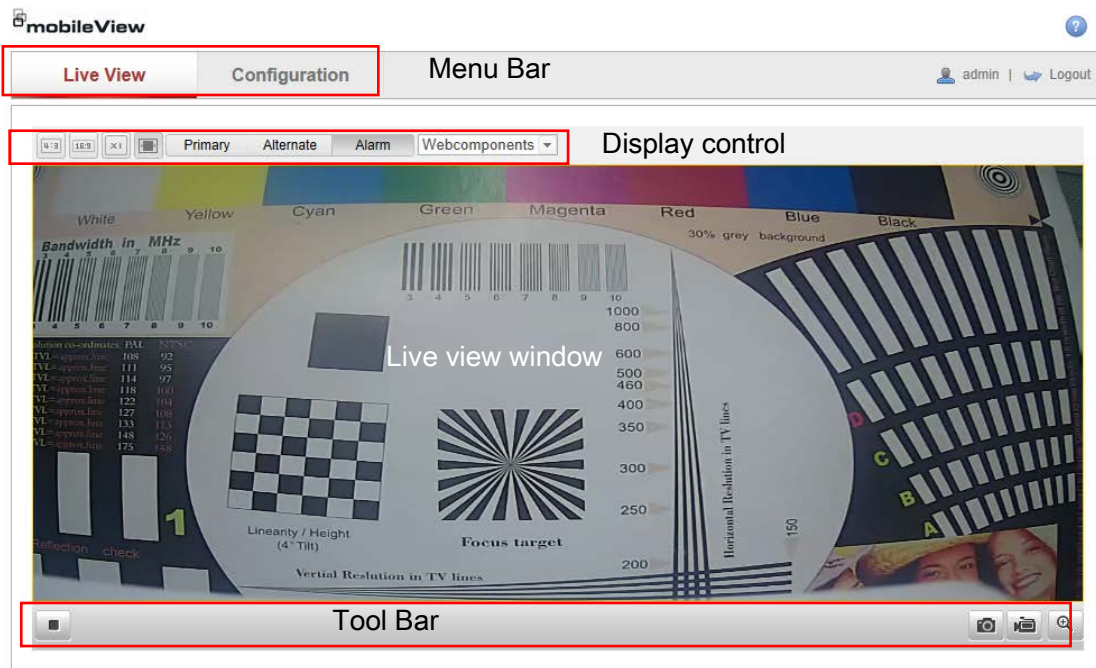 mobileView
?
Live View Configuration Menu Bar admin | Logout
4:3 16:9 X1 Primary Alternate Alarm Webcomponents Display control
White Yellow Cyan Green Magenta Red Blue Black
30% grey background
Bandwidth in MHz
3 4 5 6 7 8 9 10
3 4 5 6 7 8 9 10
4 5 6 7 8 9 10
1000
800
600
500
460
400
350
300
250
200
150
co-ordinates PAL NTSC
108 92
111 95
114 97
118 100
122 104
127 108
133 113
148 126
175 148
Live view window
D
C
B
A
1
Linearity / Height
(4° Tilt)
Focus target
Horizontal Reslution in TV lines
Reflection check
Vertial Reslution in TV lines
Tool Bar